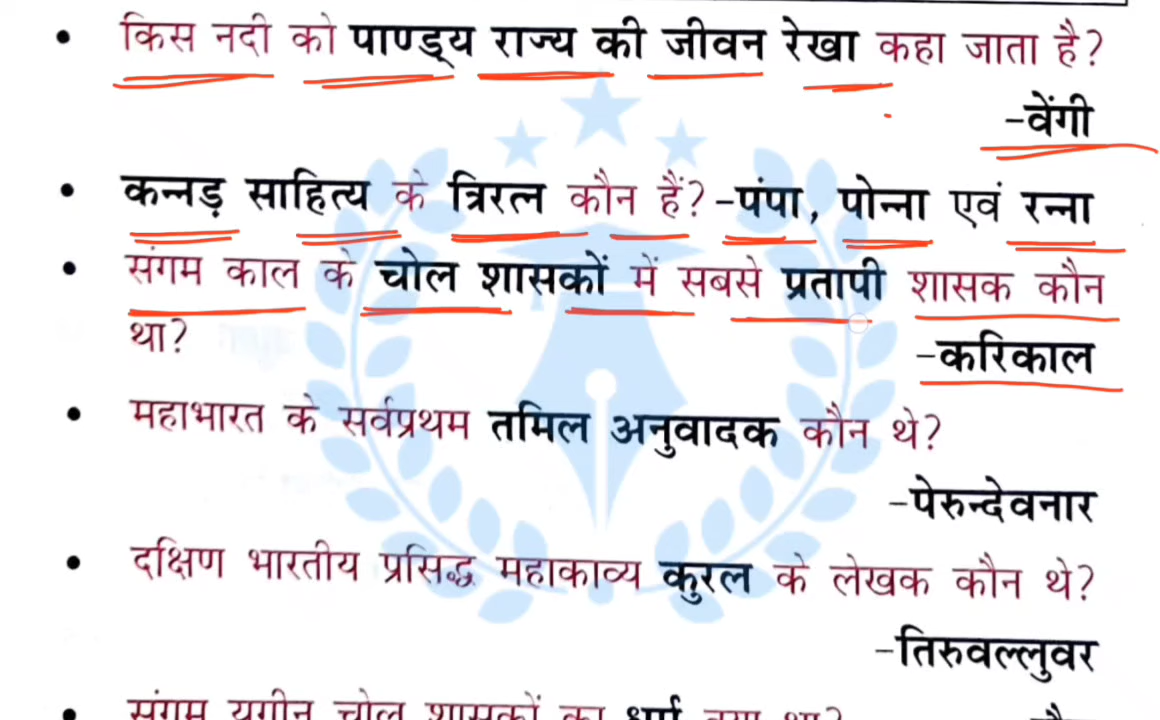 • किस नदी को पाण्ड्य राज्य की जीवन रेखा कहा जाता है?
-वेंगी
• कन्नड़ साहित्य के त्रिरत्न कौन हैं? -पंपा, पोन्ना एवं रन्ना
• संगम काल के चोल शासकों में सबसे प्रतापी शासक कौन
था?
-करिकाल
• महाभारत के सर्वप्रथम तमिल अनुवादक कौन थे?
-पेरुन्देवनार
• दक्षिण भारतीय प्रसिद्ध महाकाव्य कुरल के लेखक कौन थे?
-तिरुवल्लुवर
• संगम युगीन चोल शासकों का धर्म क्या था?